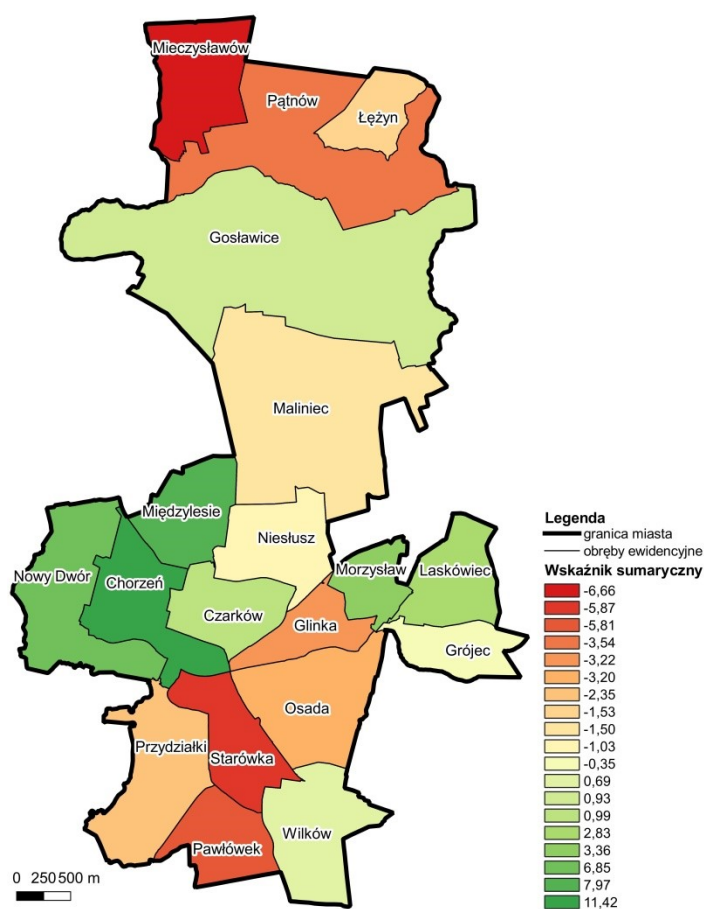 Mieczysławów
Pątnów
Łężyn
Gosławice
Maliniec
Międzylesie
Niesłusz
Nowy Dwór
Chorzeń
Morzysław
Laskówiec
Czarków
Glinka
Grójec
Osada
Przydziałki
Starówka
Wilków
Pawłówek
0 250500 m
Legenda
granica miasta
obręby ewidencyjne
Wskaźnik sumaryczny
-6,66
-5,87
-5,81
-3,54
-3,22
-3,20
-2,35
-1,53
-1,50
-1,03
-0,35
0,69
0,93
0,99
2,83
3,36
6,85
7,97
11,42